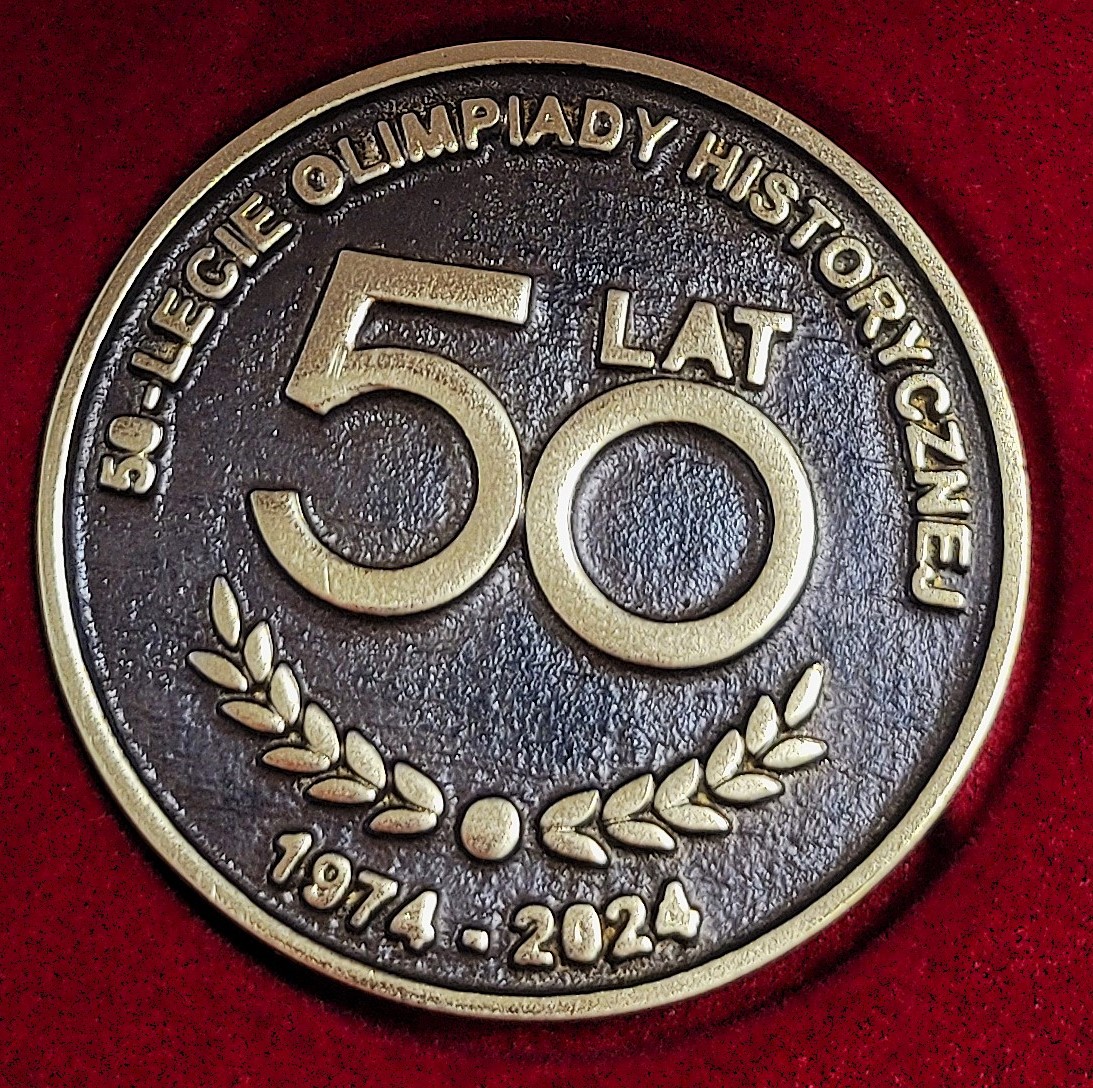 50-LECIE OLIMPIADY HISTORYCZNEJ
50 LAT
1974 - 2024